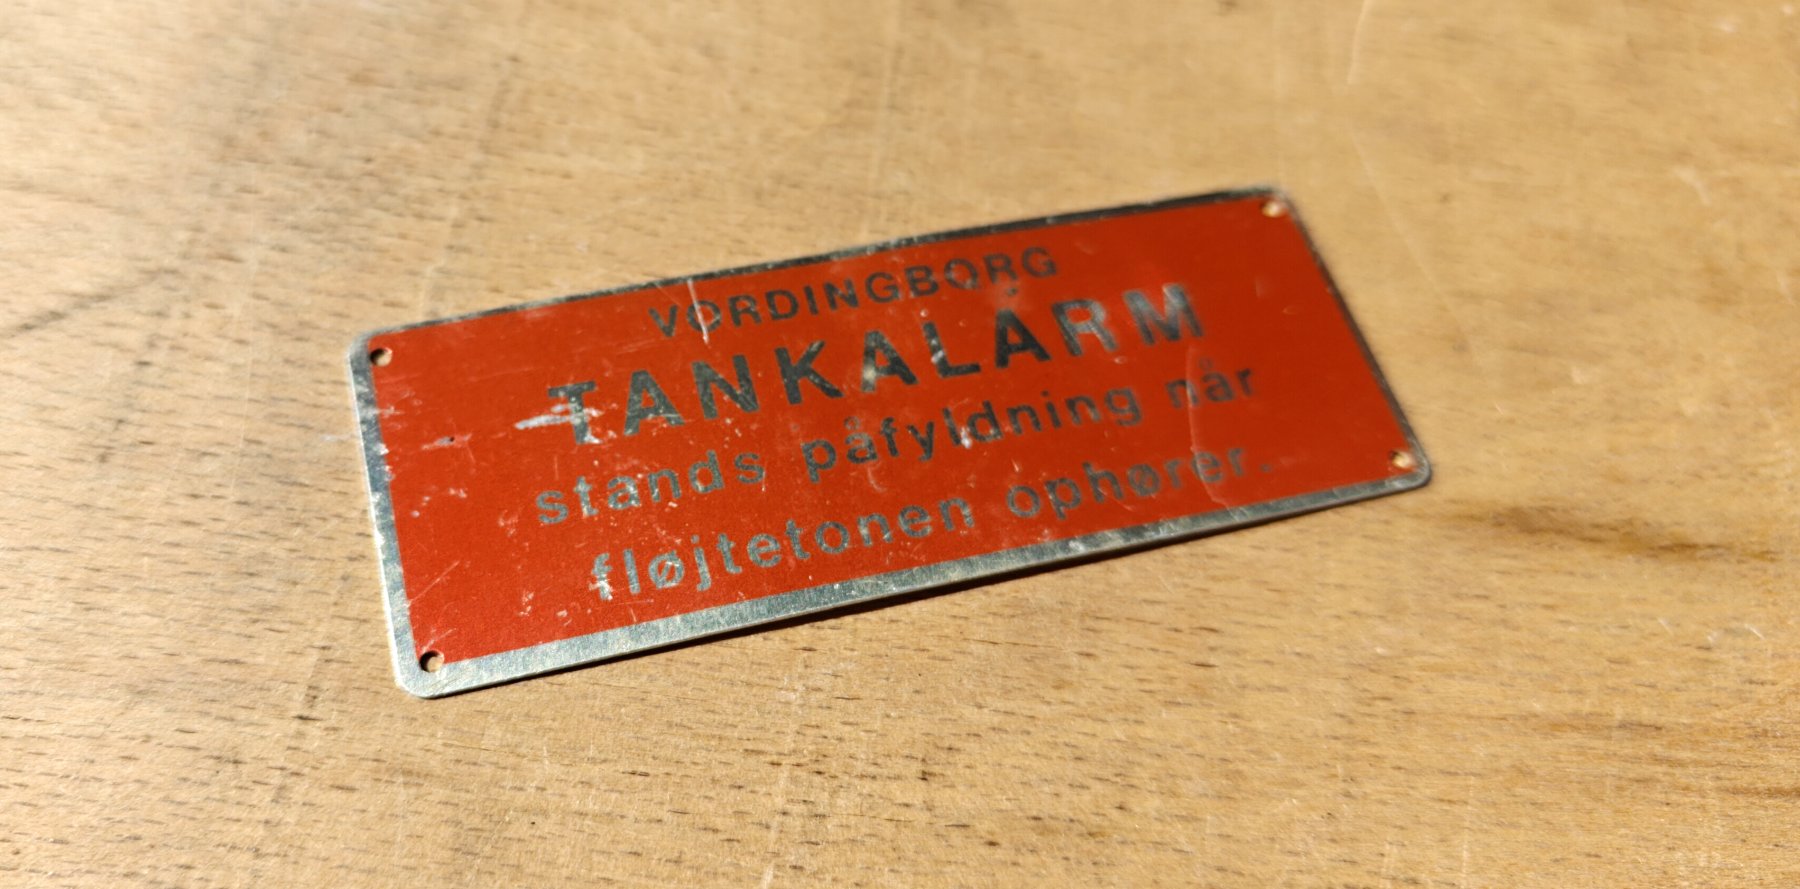 VORDINGBORG
TANKALARM
stands påfyldning når
fløjtetonen ophører.